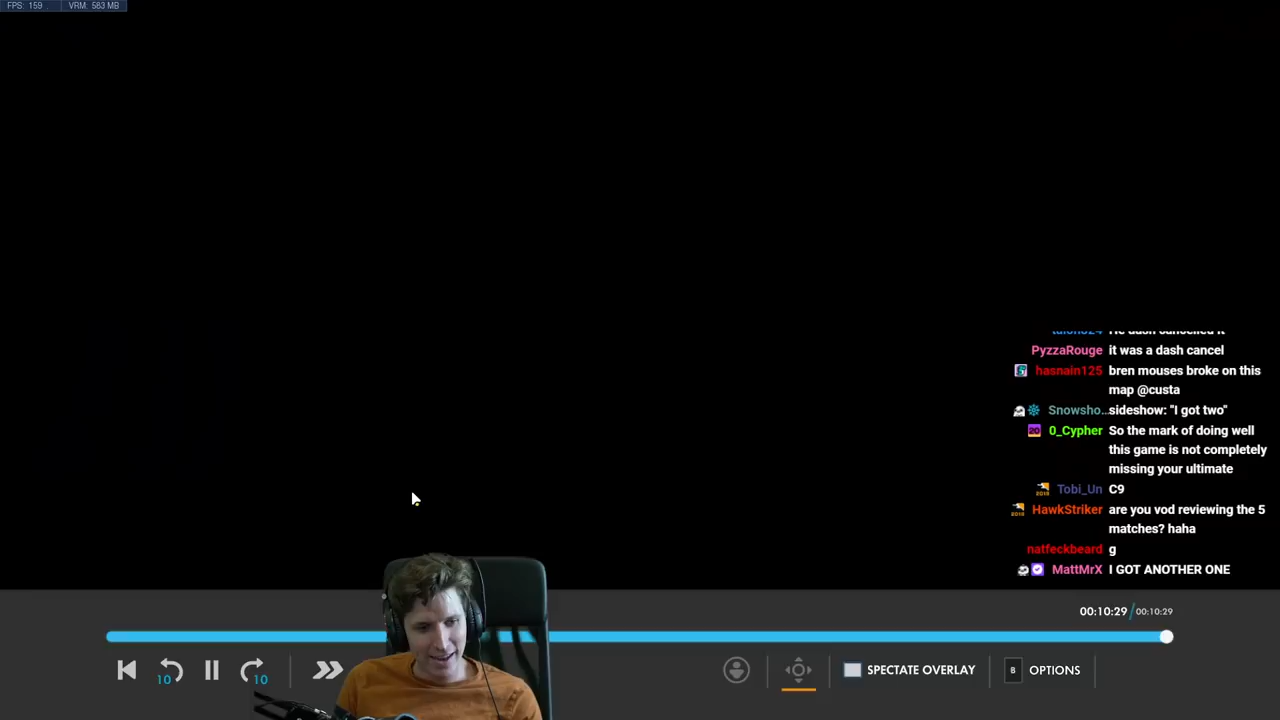 FPS: 159 . VRM: 583 MB
PyzzaRouge it was a dash cancel
hasnain125 bren mouses broke on this
map @custa
Snowsho... sideshow: "I got two"
0_Cypher So the mark of doing well
this game is not completely
missing your ultimate
Tobi_Un C9
HawkStriker are you vod reviewing the 5
matches? haha
natfeckbeard g
MattMrX I GOT ANOTHER ONE
00:10:29 / 00:10:29
10 10 SPECTATE OVERLAY B OPTIONS